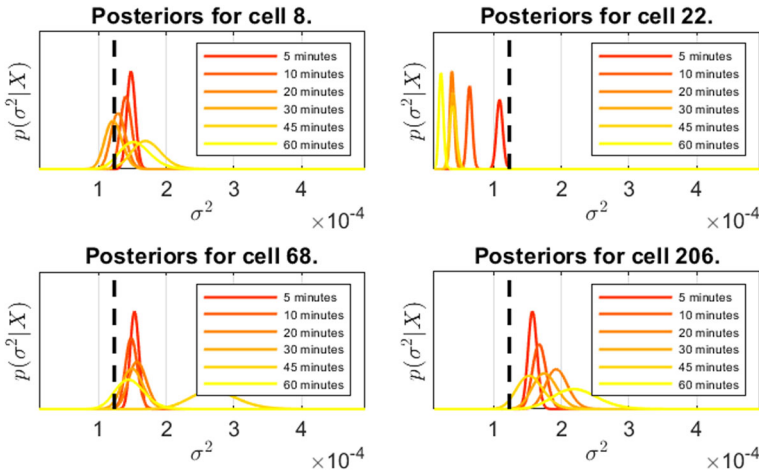 Posteriors for cell 8.
p(σ²|X)
5 minutes
10 minutes
20 minutes
30 minutes
45 minutes
60 minutes
1 2 3 4
σ²
×10⁻⁴
Posteriors for cell 22.
p(σ²|X)
5 minutes
10 minutes
20 minutes
30 minutes
45 minutes
60 minutes
1 2 3 4
σ²
×10⁻⁴
Posteriors for cell 68.
p(σ²|X)
5 minutes
10 minutes
20 minutes
30 minutes
45 minutes
60 minutes
1 2 3 4
σ²
×10⁻⁴
Posteriors for cell 206.
p(σ²|X)
5 minutes
10 minutes
20 minutes
30 minutes
45 minutes
60 minutes
1 2 3 4
σ²
×10⁻⁴